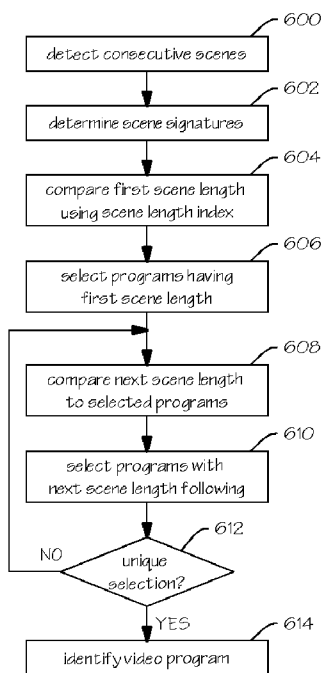 600
detect consecutive scenes
602
determine scene signatures
604
compare first scene length
using scene length index
606
select programs having
first scene length
608
compare next scene length
to selected programs
610
select programs with
next scene length following
612
unique
selection?
NO
YES
614
identify video program